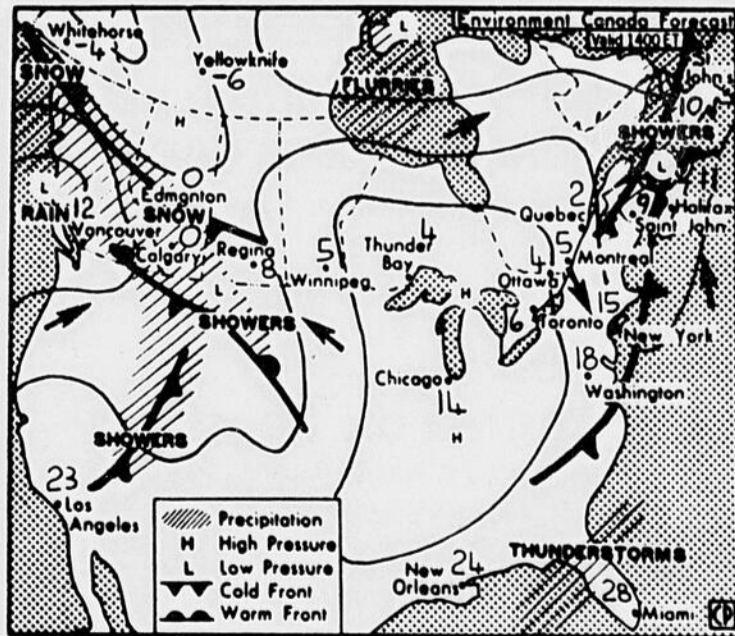 Environment Canada Forecast
Valid 1400 ET
Whitehorse
-4
Yellowknife
-6
SNOW
FLURRIES
L
St
John's
10
SHOWERS
H
L
L
RAIN 12
Vancouver
Edmonton
0
SNOW
Calgary
0
Regina
8
L
5
Winnipeg
4
Thunder
Bay
H
2
Quebec
9
Halifax
Saint John
4
Ottawa
5
Montreal
6
Toronto
15
New York
SHOWERS
18
Washington
Chicago
14
H
SHOWERS
23
Los
Angeles
Precipitation
H High Pressure
L Low Pressure
Cold Front
Warm Front
New
Orleans
24
THUNDERSTORMS
28
Miami
CP